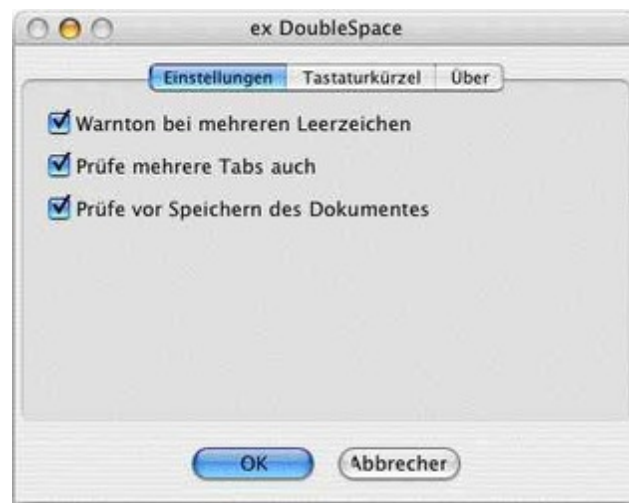 ex DoubleSpace
Einstellungen Tastaturkürzel Über
Warnton bei mehreren Leerzeichen
Prüfe mehrere Tabs auch
Prüfe vor Speichern des Dokumentes
OK Abbrecher